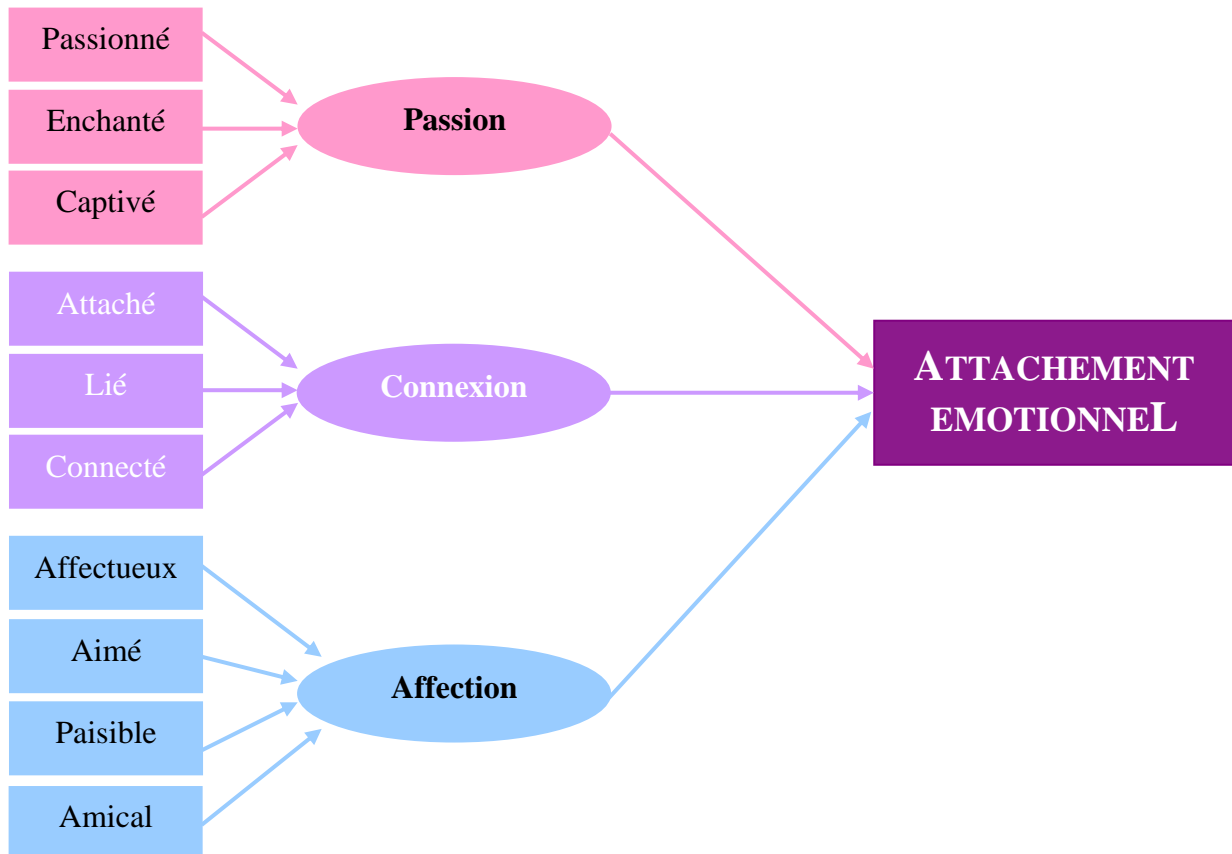 Passionné
Enchanté
Captivé
Passion
Attaché
Lié
Connecté
Connexion
Affectueux
Aimé
Paisible
Amical
Affection
ATTACHEMENT
EMOTIONNEL